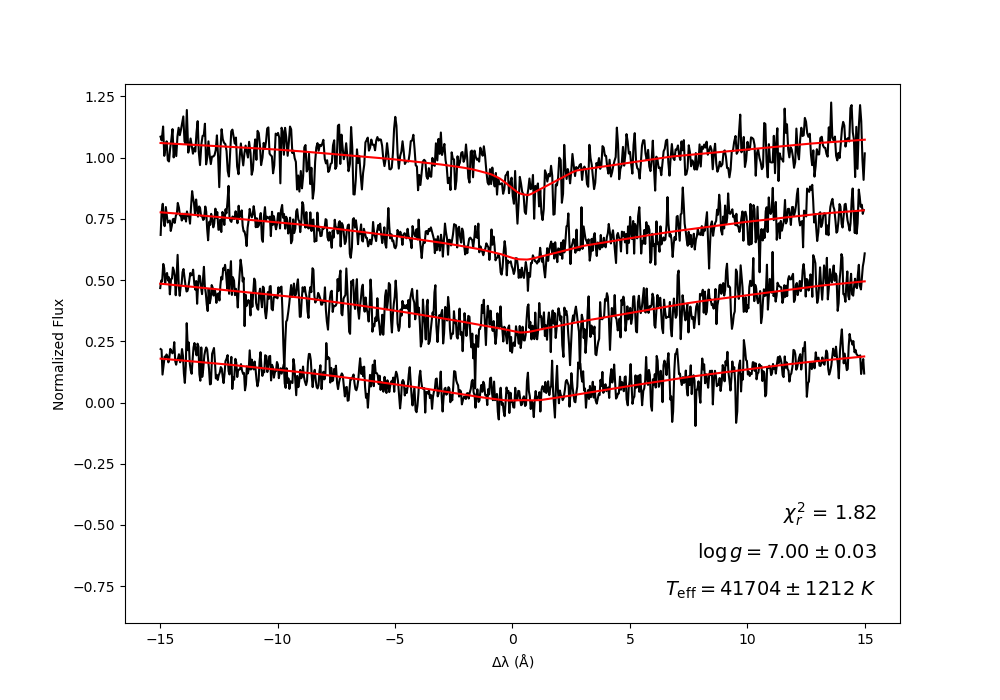 1.25
1.00
0.75
0.50
0.25
0.00
−0.25
−0.50
−0.75
Normalized Flux
χ²ᵣ = 1.82
log g = 7.00 ± 0.03
T_eff = 41704 ± 1212 K
−15 −10 −5 0 5 10 15
Δλ (Å)